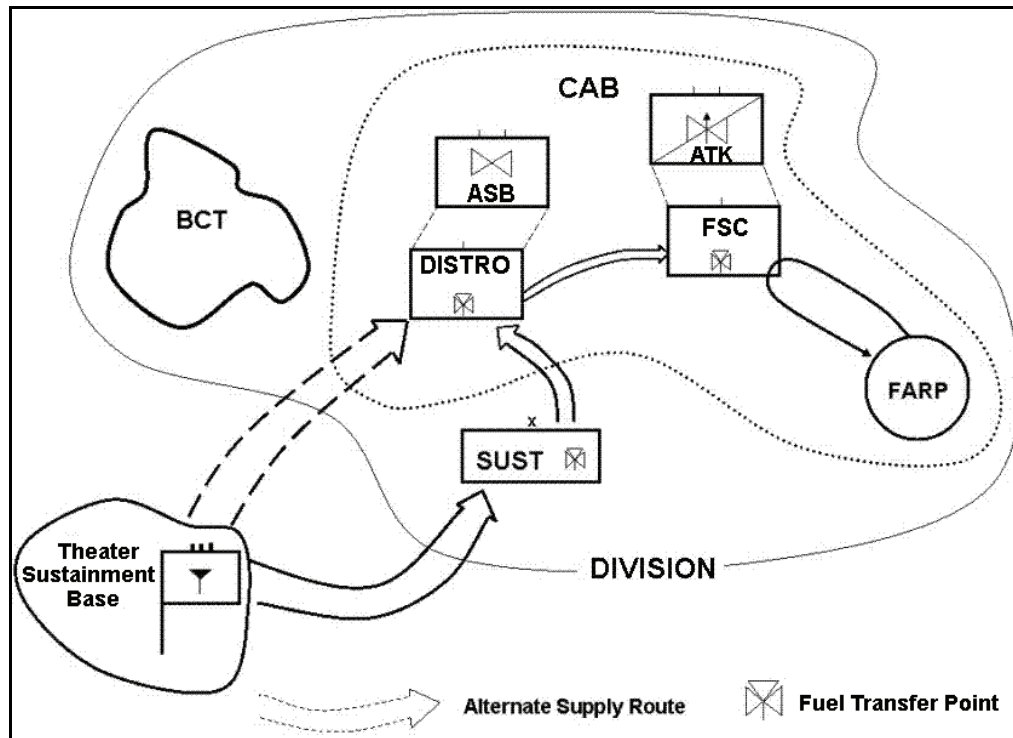 CAB
ATK
ASB
BCT
FSC
DISTRO
FARP
x
SUST
Theater
Sustainment
Base
DIVISION
Alternate Supply Route
Fuel Transfer Point